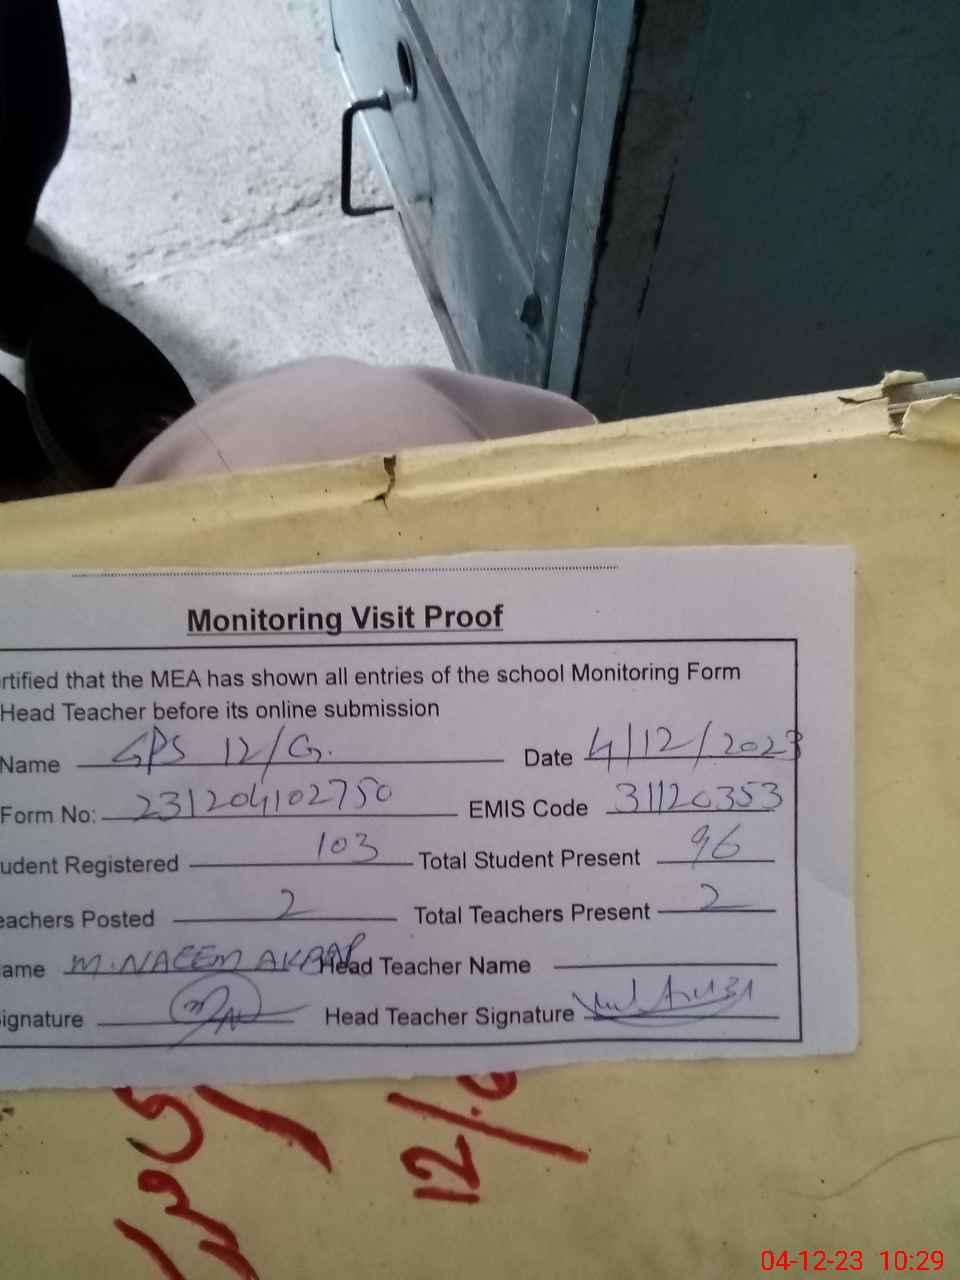 Monitoring Visit Proof
rtified that the MEA has shown all entries of the school Monitoring Form
Head Teacher before its online submission
Name GPS 12/G. Date 4/12/2023
Form No: 231204102750 EMIS Code 31120353
udent Registered 103 Total Student Present 96
eachers Posted 2 Total Teachers Present 2
ame M. NAEEM AKBAR Head Teacher Name
ignature Head Teacher Signature
12/.G
04-12-23 10:29